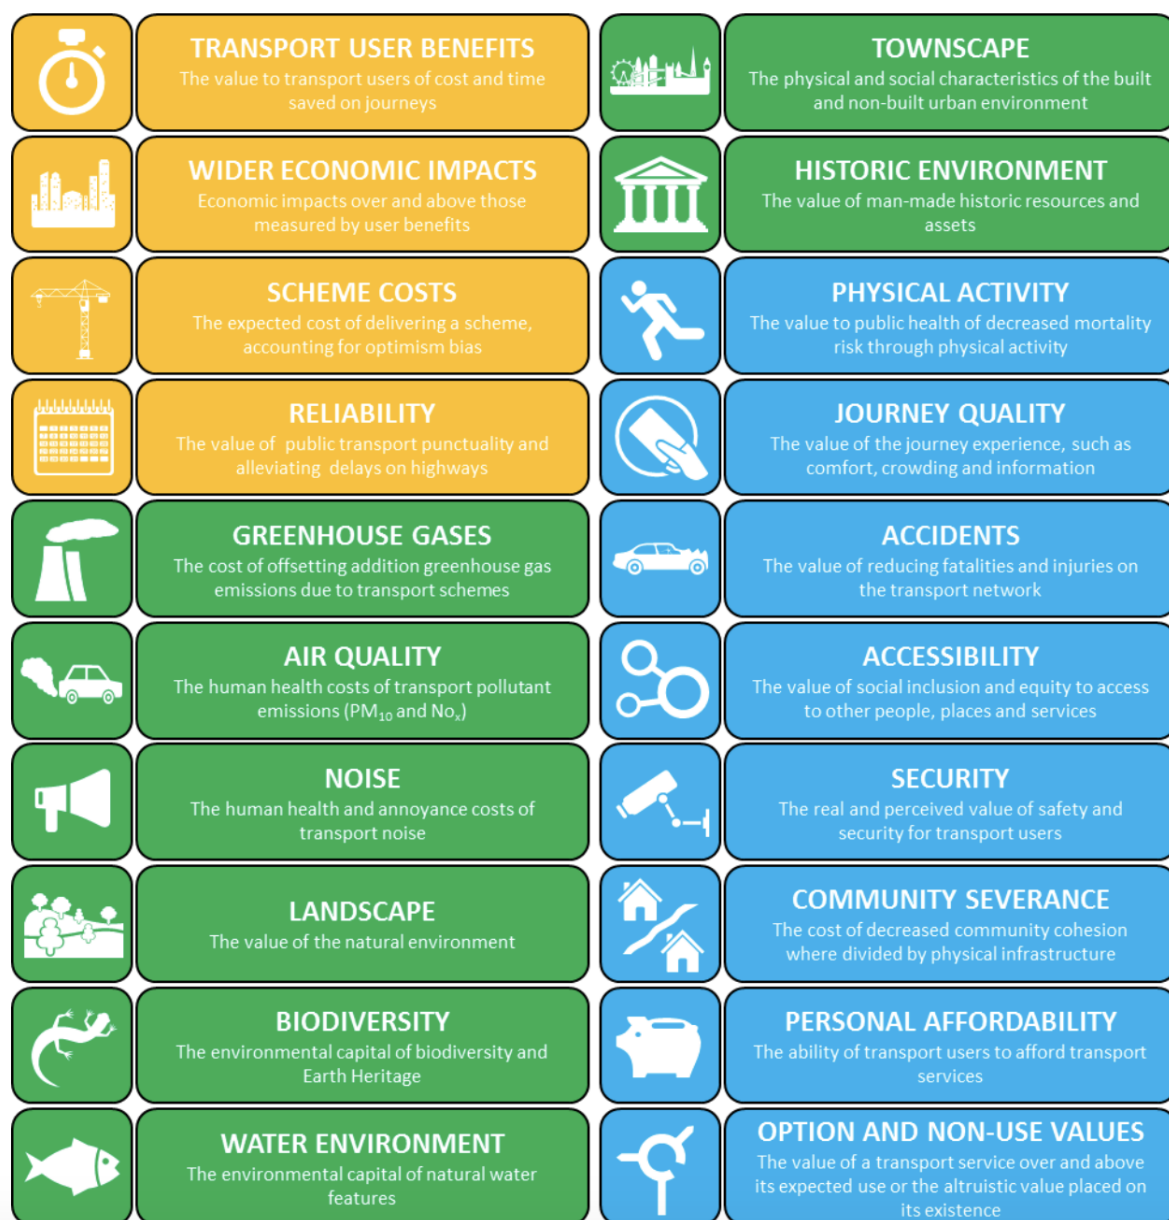 TRANSPORT USER BENEFITS
The value to transport users of cost and time
saved on journeys
WIDER ECONOMIC IMPACTS
Economic impacts over and above those
measured by user benefits
SCHEME COSTS
The expected cost of delivering a scheme,
accounting for optimism bias
RELIABILITY
The value of public transport punctuality and
alleviating delays on highways
GREENHOUSE GASES
The cost of offsetting addition greenhouse gas
emissions due to transport schemes
AIR QUALITY
The human health costs of transport pollutant
emissions (PM₁₀ and Noₓ)
NOISE
The human health and annoyance costs of
transport noise
LANDSCAPE
The value of the natural environment
BIODIVERSITY
The environmental capital of biodiversity and
Earth Heritage
WATER ENVIRONMENT
The environmental capital of natural water
features
TOWNSCAPE
The physical and social characteristics of the built
and non-built urban environment
HISTORIC ENVIRONMENT
The value of man-made historic resources and
assets
PHYSICAL ACTIVITY
The value to public health of decreased mortality
risk through physical activity
JOURNEY QUALITY
The value of the journey experience, such as
comfort, crowding and information
ACCIDENTS
The value of reducing fatalities and injuries on
the transport network
ACCESSIBILITY
The value of social inclusion and equity to access
to other people, places and services
SECURITY
The real and perceived value of safety and
security for transport users
COMMUNITY SEVERANCE
The cost of decreased community cohesion
where divided by physical infrastructure
PERSONAL AFFORDABILITY
The ability of transport users to afford transport
services
OPTION AND NON-USE VALUES
The value of a transport service over and above
its expected use or the altruistic value placed on
its existence